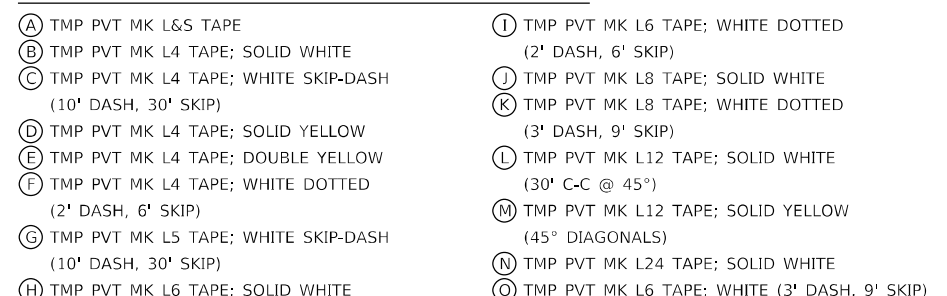 A TMP PVT MK L&S TAPE
B TMP PVT MK L4 TAPE; SOLID WHITE
C TMP PVT MK L4 TAPE; WHITE SKIP-DASH
(10' DASH, 30' SKIP)
D TMP PVT MK L4 TAPE; SOLID YELLOW
E TMP PVT MK L4 TAPE; DOUBLE YELLOW
F TMP PVT MK L4 TAPE; WHITE DOTTED
(2' DASH, 6' SKIP)
G TMP PVT MK L5 TAPE; WHITE SKIP-DASH
(10' DASH, 30' SKIP)
H TMP PVT MK L6 TAPE; SOLID WHITE
I TMP PVT MK L6 TAPE; WHITE DOTTED
(2' DASH, 6' SKIP)
J TMP PVT MK L8 TAPE; SOLID WHITE
K TMP PVT MK L8 TAPE; WHITE DOTTED
(3' DASH, 9' SKIP)
L TMP PVT MK L12 TAPE; SOLID WHITE
(30' C-C @ 45°)
M TMP PVT MK L12 TAPE; SOLID YELLOW
(45° DIAGONALS)
N TMP PVT MK L24 TAPE; SOLID WHITE
O TMP PVT MK L6 TAPE; WHITE (3' DASH, 9' SKIP)